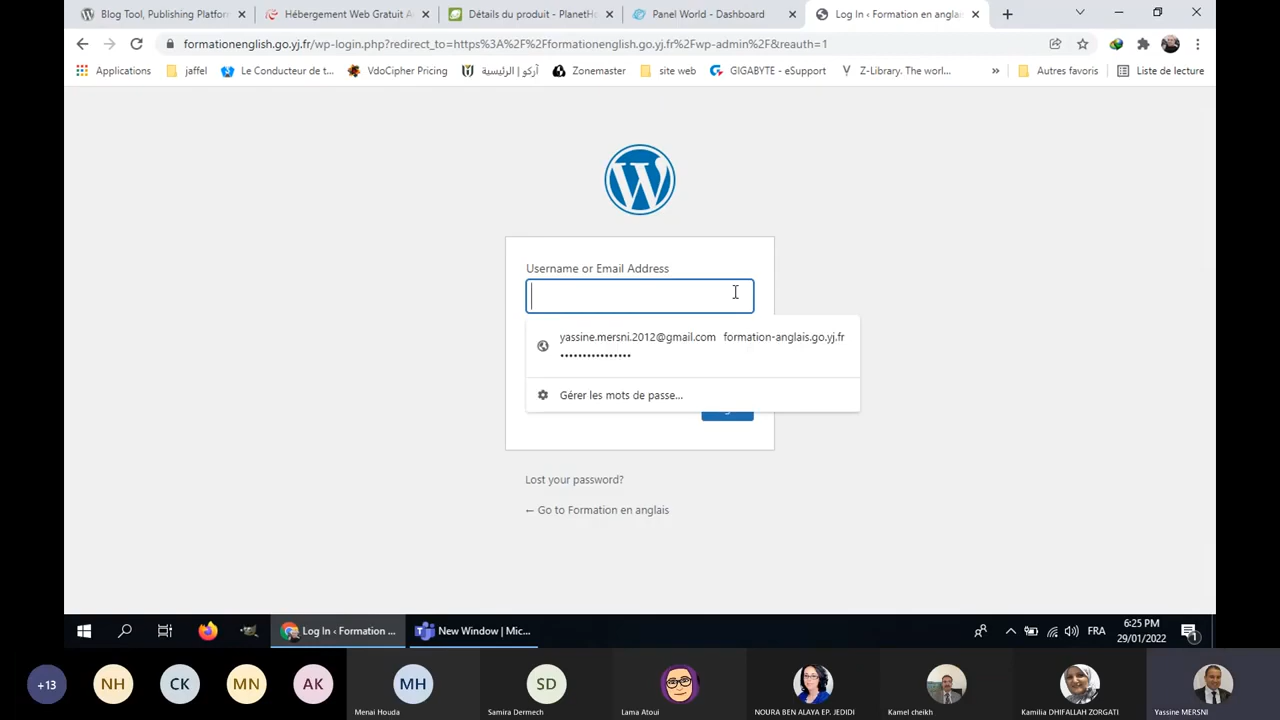 Blog Tool, Publishing Platforn
Hébergement Web Gratuit A
Détails du produit - PlanetHo
Panel World - Dashboard
Log In ‹ Formation en anglai
formationenglish.go.yj.fr/wp-login.php?redirect_to=https%3A%2F%2Fformationenglish.go.yj.fr%2Fwp-admin%2F&reauth=1
Applications
jaffel
Le Conducteur de t...
VdoCipher Pricing
آركو | الرئيسية
Zonemaster
site web
GIGABYTE - eSupport
Z-Library. The worl...
»
Autres favoris
Liste de lecture
Username or Email Address
yassine.mersni.2012@gmail.com formation-anglais.go.yj.fr
••••••••••••••••
Gérer les mots de passe...
Lost your password?
← Go to Formation en anglais
Log In ‹ Formation ...
New Window | Mic...
FRA
6:25 PM
29/01/2022
1
+13
NH
CK
MN
AK
MH
SD
Menai Houda
Samira Dermech
Lama Atoui
NOURA BEN ALAYA EP. JEDIDI
Kamel cheikh
Kamilia DHIFALLAH ZORGATI
Yassine MERSNI